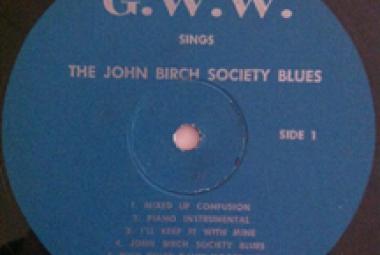 G.W.W.
SINGS
THE JOHN BIRCH SOCIETY BLUES
SIDE 1
1. MIXED UP CONFUSION
2. PIANO INSTRUMENTAL
3. I'LL KEEP IT WITH MINE
4. JOHN BIRCH SOCIETY BLUES